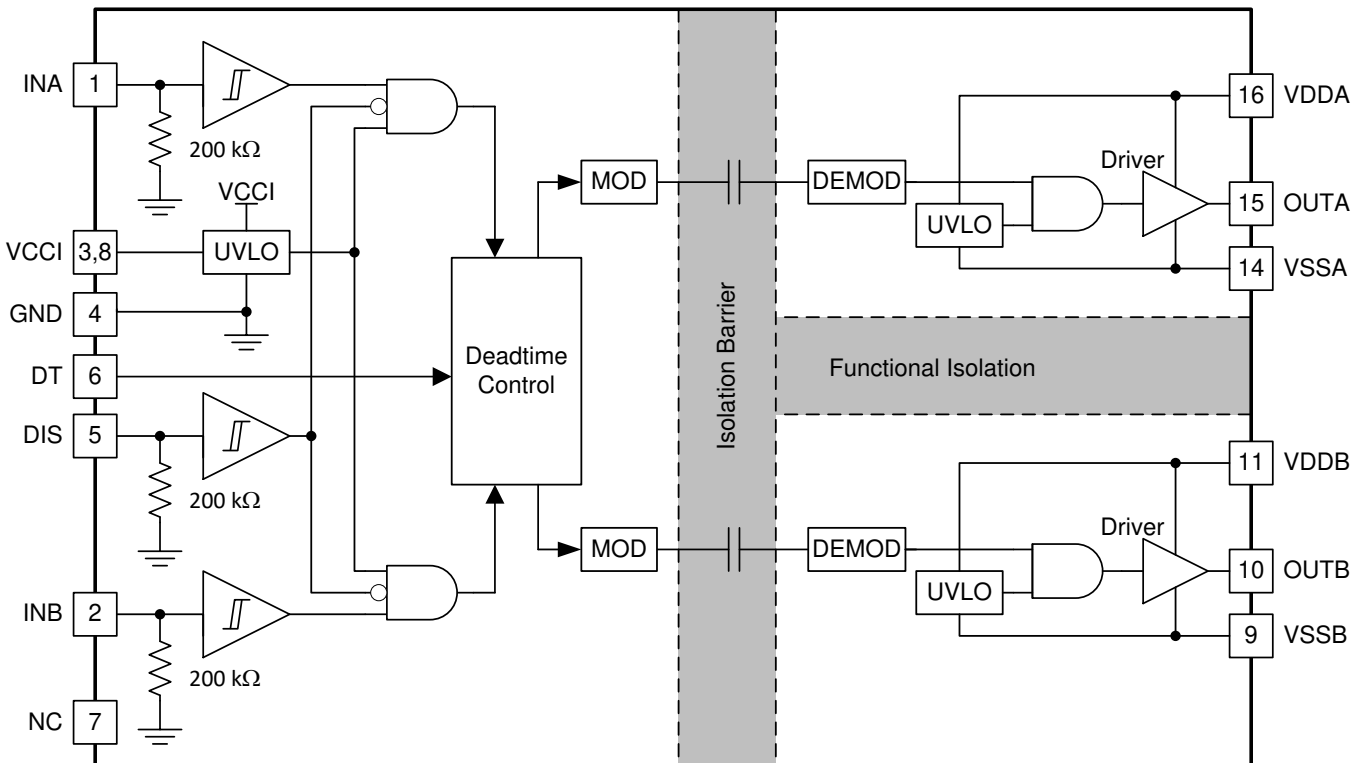 INA 1
200 kΩ
VCCI
VCCI 3,8 UVLO
GND 4
DT 6
DIS 5
200 kΩ
INB 2
200 kΩ
NC 7
Deadtime
Control
MOD
MOD
Isolation Barrier
Functional Isolation
DEMOD
UVLO
Driver
16 VDDA
15 OUTA
14 VSSA
DEMOD
UVLO
Driver
11 VDDB
10 OUTB
9 VSSB